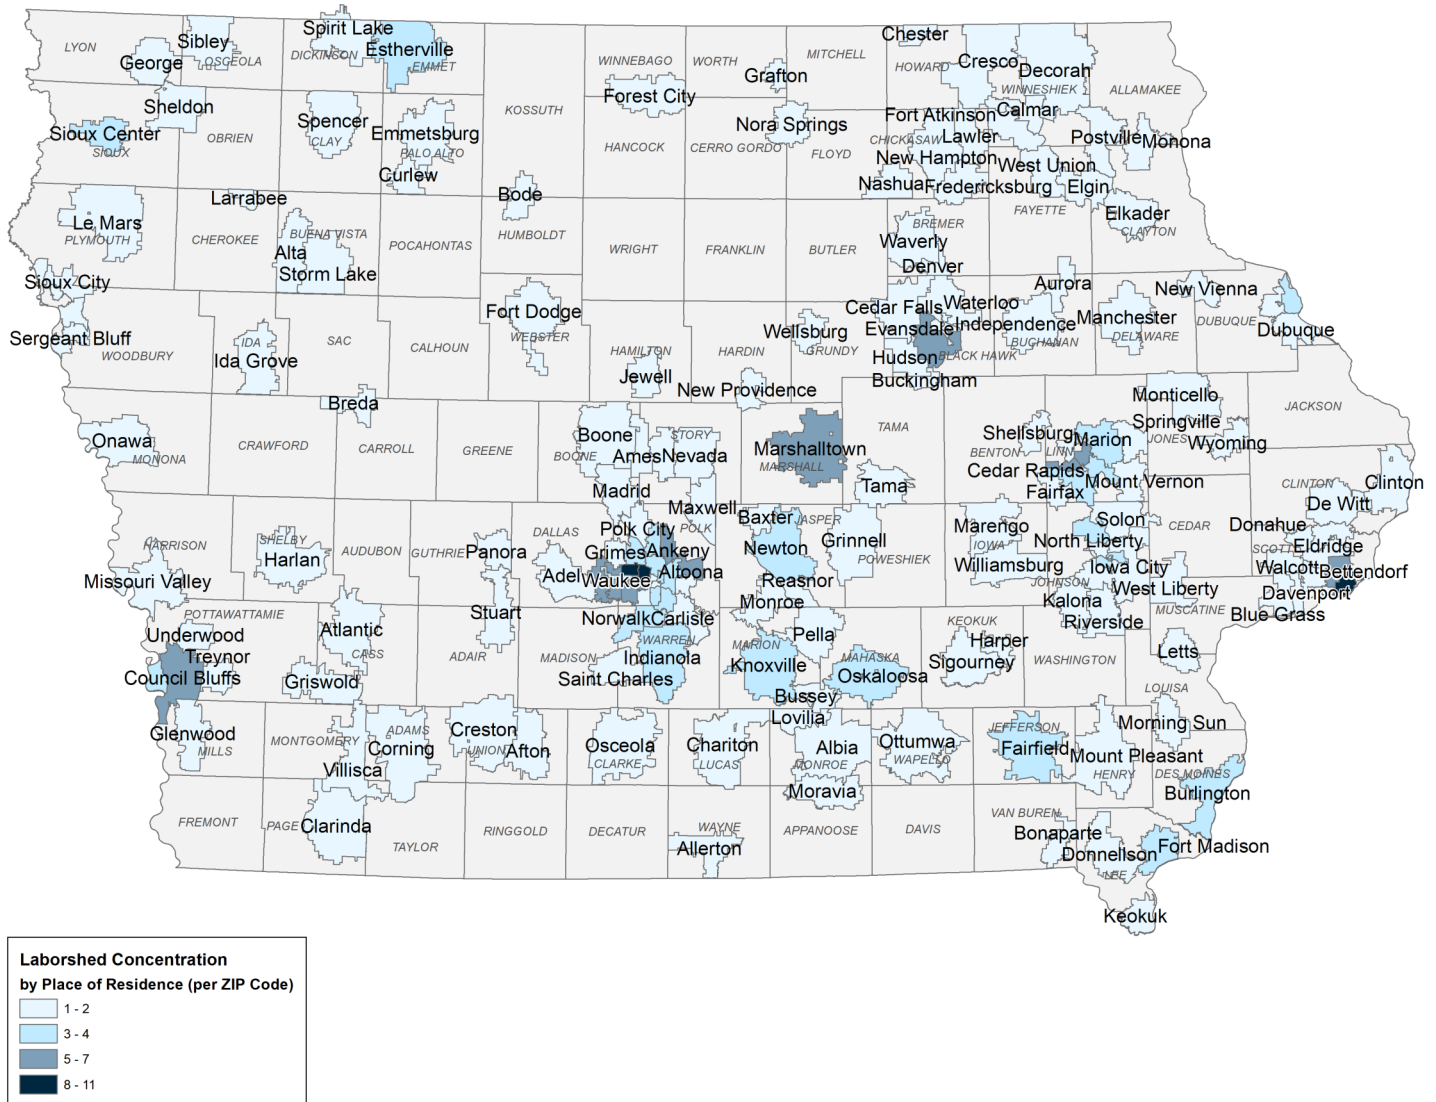 Spirit Lake
Chester
LYON
Sibley
Estherville
DICKINSON
OSCEOLA
EMMET
George
WINNEBAGO
WORTH
MITCHELL
HOWARD
Cresco
Decorah
Grafton
WINNESHIEK
ALLAMAKEE
Forest City
Sheldon
KOSSUTH
Calmar
Fort Atkinson
Spencer
Nora Springs
Sioux Center
Emmetsburg
OBRIEN
CLAY
CHICKASAW
Lawler
Postville
Monona
SIOUX
PALO ALTO
HANCOCK
CERRO GORDO
FLOYD
New Hampton
West Union
Curlew
Nashua
Fredericksburg
Elgin
Larrabee
Bode
FAYETTE
Elkader
Le Mars
BREMER
CLAYTON
PLYMOUTH
CHEROKEE
BUENA VISTA
HUMBOLDT
Waverly
Alta
POCAHONTAS
WRIGHT
FRANKLIN
BUTLER
Storm Lake
Denver
Sioux City
Aurora
New Vienna
Cedar Falls
Waterloo
Fort Dodge
Sergeant Bluff
Wellsburg
Evansdale
Independence
Manchester
DUBUQUE
Dubuque
WEBSTER
IDA
SAC
CALHOUN
HAMILTON
HARDIN
GRUNDY
Hudson
BLACK HAWK
BUCHANAN
DELAWARE
WOODBURY
Ida Grove
Jewell
Buckingham
New Providence
Breda
Monticello
JACKSON
Springville
Onawa
Boone
STORY
TAMA
Shellsburg
Marion
JONES
Wyoming
MONONA
CRAWFORD
CARROLL
GREENE
BOONE
Ames
Nevada
Marshalltown
MARSHALL
BENTON
LINN
Cedar Rapids
Mount Vernon
Clinton
Madrid
Tama
Fairfax
CLINTON
De Witt
Maxwell
Baxter
JASPER
Marengo
Solon
CEDAR
Donahue
DALLAS
Polk City
POLK
Grinnell
North Liberty
Eldridge
HARRISON
SHELBY
Harlan
AUDUBON
GUTHRIE
Panora
Grimes
Ankeny
Newton
POWESHIEK
IOWA
Williamsburg
Iowa City
SCOTT
Walcott
Bettendorf
Missouri Valley
Adel
Waukee
Altoona
Reasnor
JOHNSON
West Liberty
Davenport
Monroe
Kalona
MUSCATINE
Blue Grass
POTTAWATTAMIE
Stuart
Norwalk
Carlisle
Riverside
Underwood
Atlantic
Pella
KEOKUK
Harper
WARREN
MARION
Treynor
CASS
ADAIR
MADISON
Indianola
Knoxville
MAHASKA
Sigourney
WASHINGTON
Letts
Council Bluffs
Griswold
Saint Charles
Oskaloosa
Bussey
LOUISA
Lovilia
Glenwood
MILLS
MONTGOMERY
ADAMS
Corning
Creston
UNION
Afton
Osceola
CLARKE
Chariton
LUCAS
Albia
MONROE
Ottumwa
WAPELLO
JEFFERSON
Fairfield
Morning Sun
Mount Pleasant
HENRY
DES MOINES
Villisca
Moravia
Burlington
FREMONT
PAGE
Clarinda
TAYLOR
RINGGOLD
DECATUR
WAYNE
Allerton
APPANOOSE
DAVIS
VAN BUREN
Bonaparte
Donnellson
Fort Madison
LEE
Keokuk
Laborshed Concentration
by Place of Residence (per ZIP Code)
1 - 2
3 - 4
5 - 7
8 - 11